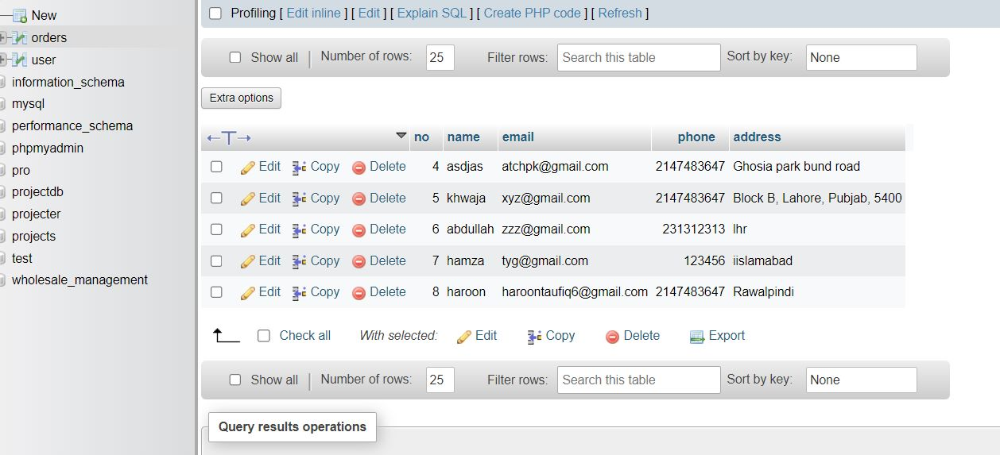 New
orders
user
information_schema
mysql
performance_schema
phpmyadmin
pro
projectdb
projecter
projects
test
wholesale_management
Profiling [ Edit inline ] [ Edit ] [ Explain SQL ] [ Create PHP code ] [ Refresh ]
Show all | Number of rows: 25 Filter rows: Search this table Sort by key: None
Extra options
←T→ no name email phone address
Edit Copy Delete 4 asdjas atchpk@gmail.com 2147483647 Ghosia park bund road
Edit Copy Delete 5 khwaja xyz@gmail.com 2147483647 Block B, Lahore, Pubjab, 5400
Edit Copy Delete 6 abdullah zzz@gmail.com 231312313 lhr
Edit Copy Delete 7 hamza tyg@gmail.com 123456 iislamabad
Edit Copy Delete 8 haroon haroontaufiq6@gmail.com 2147483647 Rawalpindi
Check all With selected: Edit Copy Delete Export
Show all | Number of rows: 25 Filter rows: Search this table Sort by key: None
Query results operations